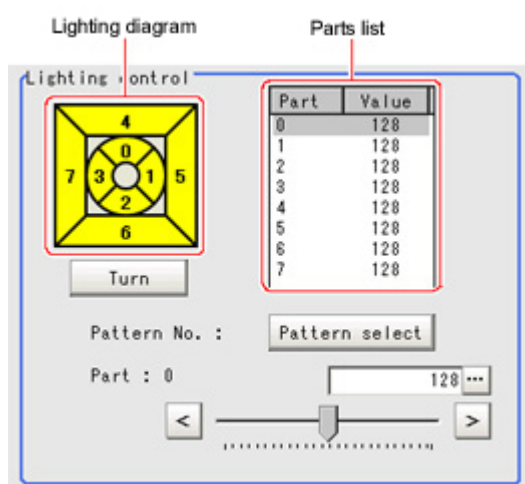 Lighting diagram
Parts list
Lighting control
Part Value
0 128
1 128
2 128
3 128
4 128
5 128
6 128
7 128
4
0
7 3 1 5
2
6
Turn
Pattern No. : Pattern select
Part : 0 128 ...
< >